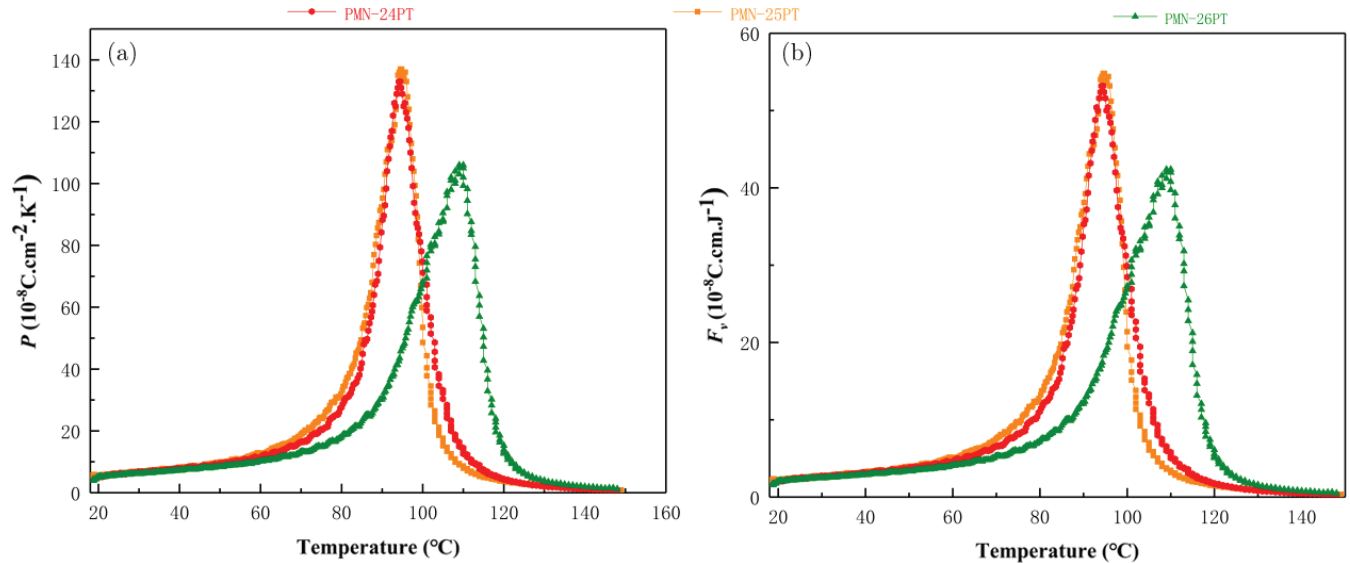 PMN-24PT
PMN-25PT
PMN-26PT
(a)
140
120
100
80
60
40
20
0
P (10⁻⁸C.cm⁻².K⁻¹)
20 40 60 80 100 120 140 160
Temperature (℃)
(b)
60
40
20
0
Fᵥ (10⁻⁸C.cm.J⁻¹)
20 40 60 80 100 120 140
Temperature (℃)